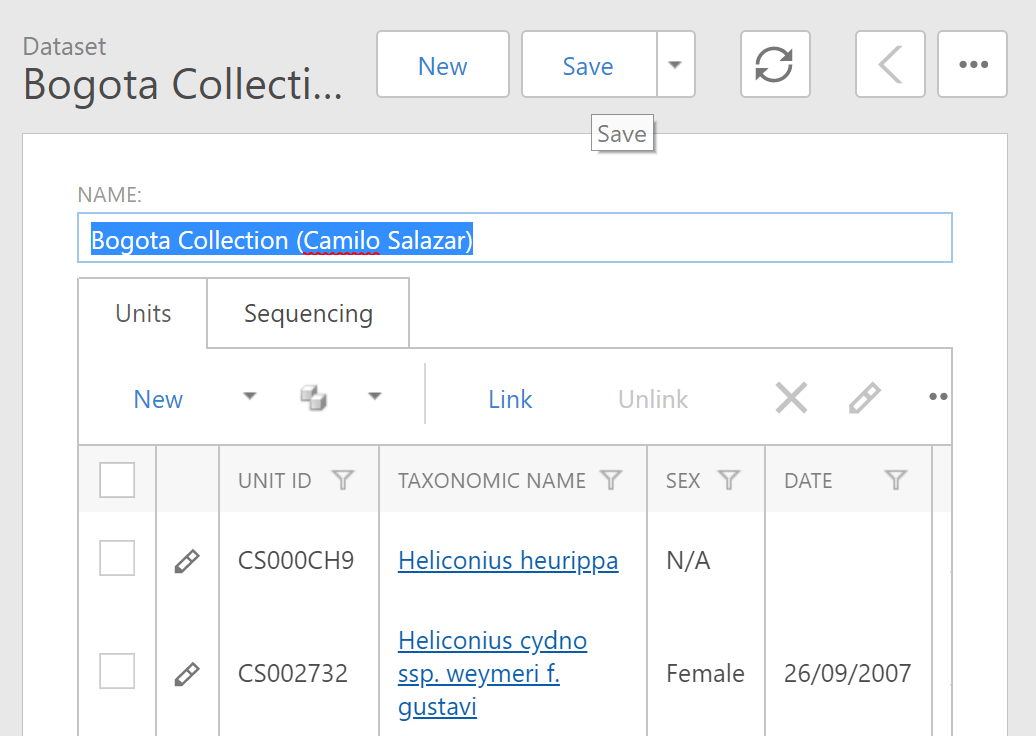 Dataset
Bogota Collecti...
New
Save
Save
NAME:
Bogota Collection (Camilo Salazar)
Units
Sequencing
New
Link
Unlink
UNIT ID
TAXONOMIC NAME
SEX
DATE
CS000CH9
Heliconius heurippa
N/A
CS002732
Heliconius cydno
ssp. weymeri f.
gustavi
Female
26/09/2007